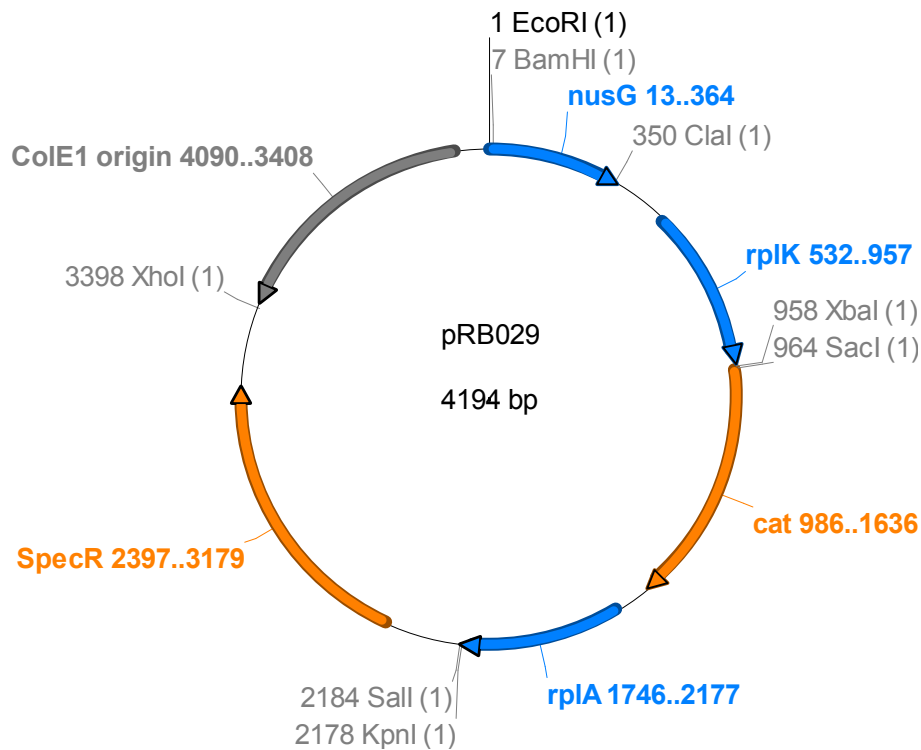 1 EcoRI (1)
7 BamHI (1)
nusG 13..364
350 ClaI (1)
ColE1 origin 4090..3408
rplK 532..957
3398 XhoI (1)
958 XbaI (1)
964 SacI (1)
pRB029
4194 bp
cat 986..1636
SpecR 2397..3179
2184 SalI (1)
rplA 1746..2177
2178 KpnI (1)